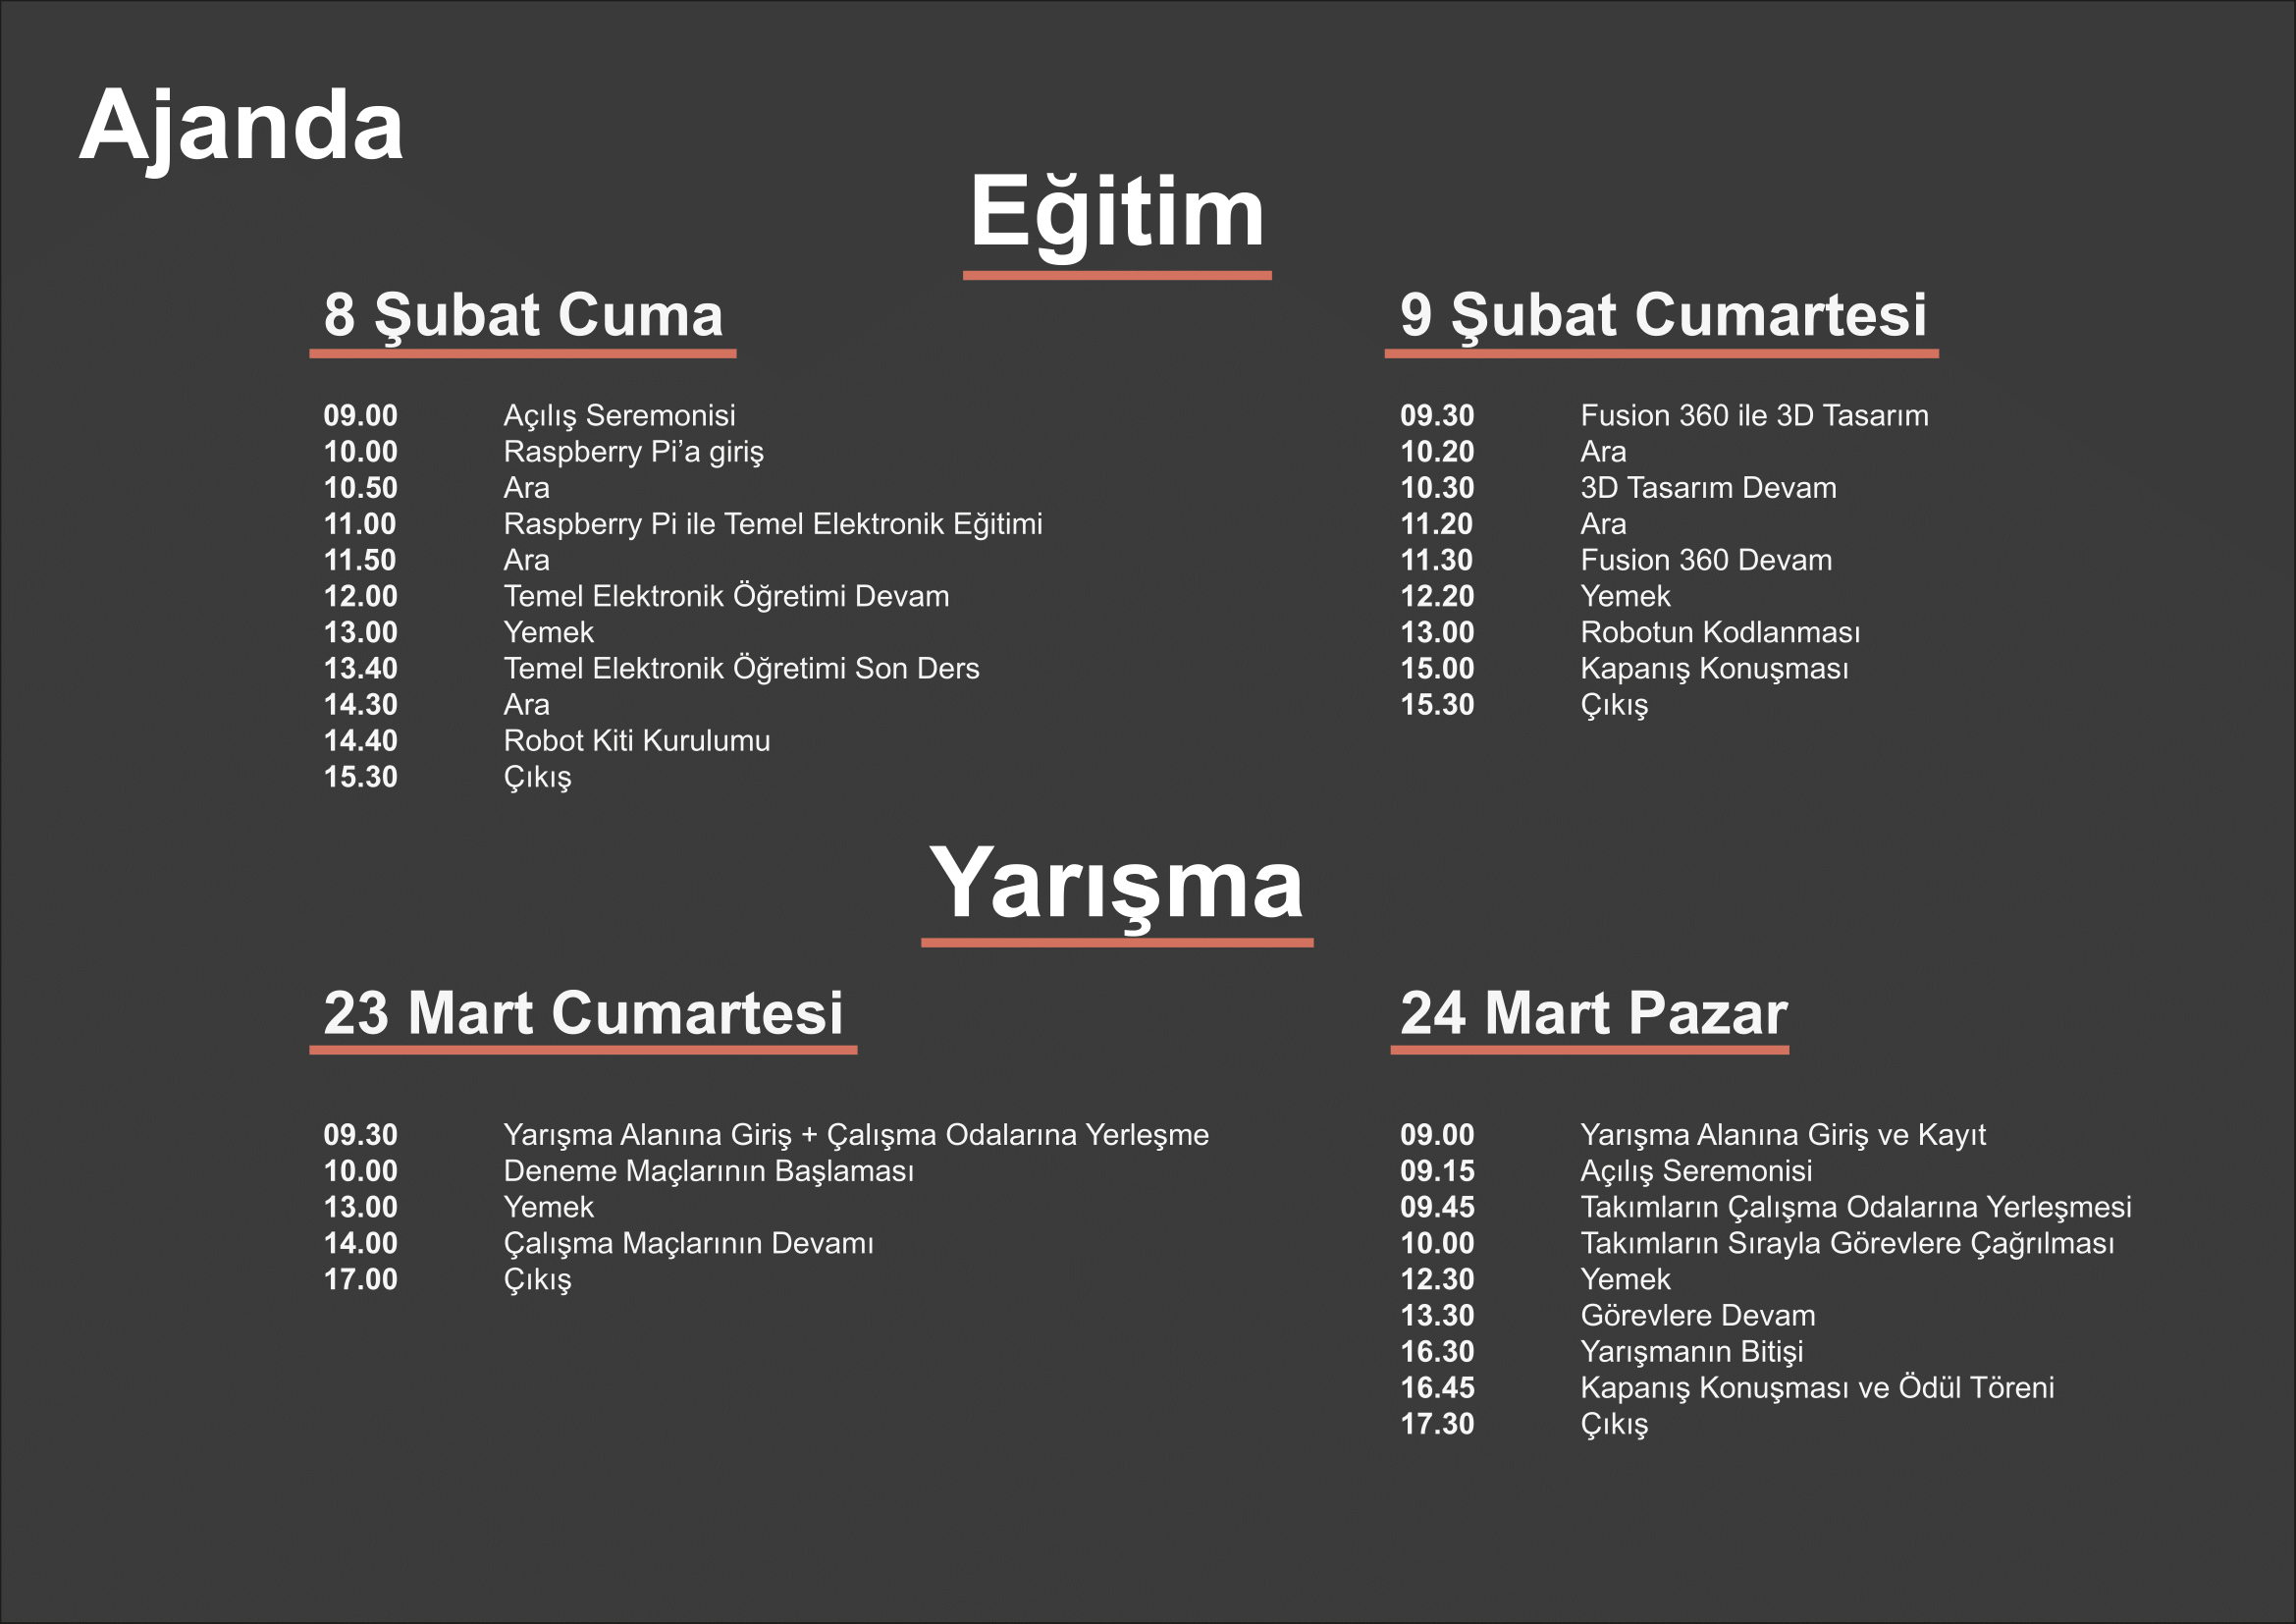 Ajanda
Eğitim
8 Şubat Cuma
09.00 Açılış Seremonisi
10.00 Raspberry Pi’a giriş
10.50 Ara
11.00 Raspberry Pi ile Temel Elektronik Eğitimi
11.50 Ara
12.00 Temel Elektronik Öğretimi Devam
13.00 Yemek
13.40 Temel Elektronik Öğretimi Son Ders
14.30 Ara
14.40 Robot Kiti Kurulumu
15.30 Çıkış
9 Şubat Cumartesi
09.30 Fusion 360 ile 3D Tasarım
10.20 Ara
10.30 3D Tasarım Devam
11.20 Ara
11.30 Fusion 360 Devam
12.20 Yemek
13.00 Robotun Kodlanması
15.00 Kapanış Konuşması
15.30 Çıkış
Yarışma
23 Mart Cumartesi
09.30 Yarışma Alanına Giriş + Çalışma Odalarına Yerleşme
10.00 Deneme Maçlarının Başlaması
13.00 Yemek
14.00 Çalışma Maçlarının Devamı
17.00 Çıkış
24 Mart Pazar
09.00 Yarışma Alanına Giriş ve Kayıt
09.15 Açılış Seremonisi
09.45 Takımların Çalışma Odalarına Yerleşmesi
10.00 Takımların Sırayla Görevlere Çağrılması
12.30 Yemek
13.30 Görevlere Devam
16.30 Yarışmanın Bitişi
16.45 Kapanış Konuşması ve Ödül Töreni
17.30 Çıkış